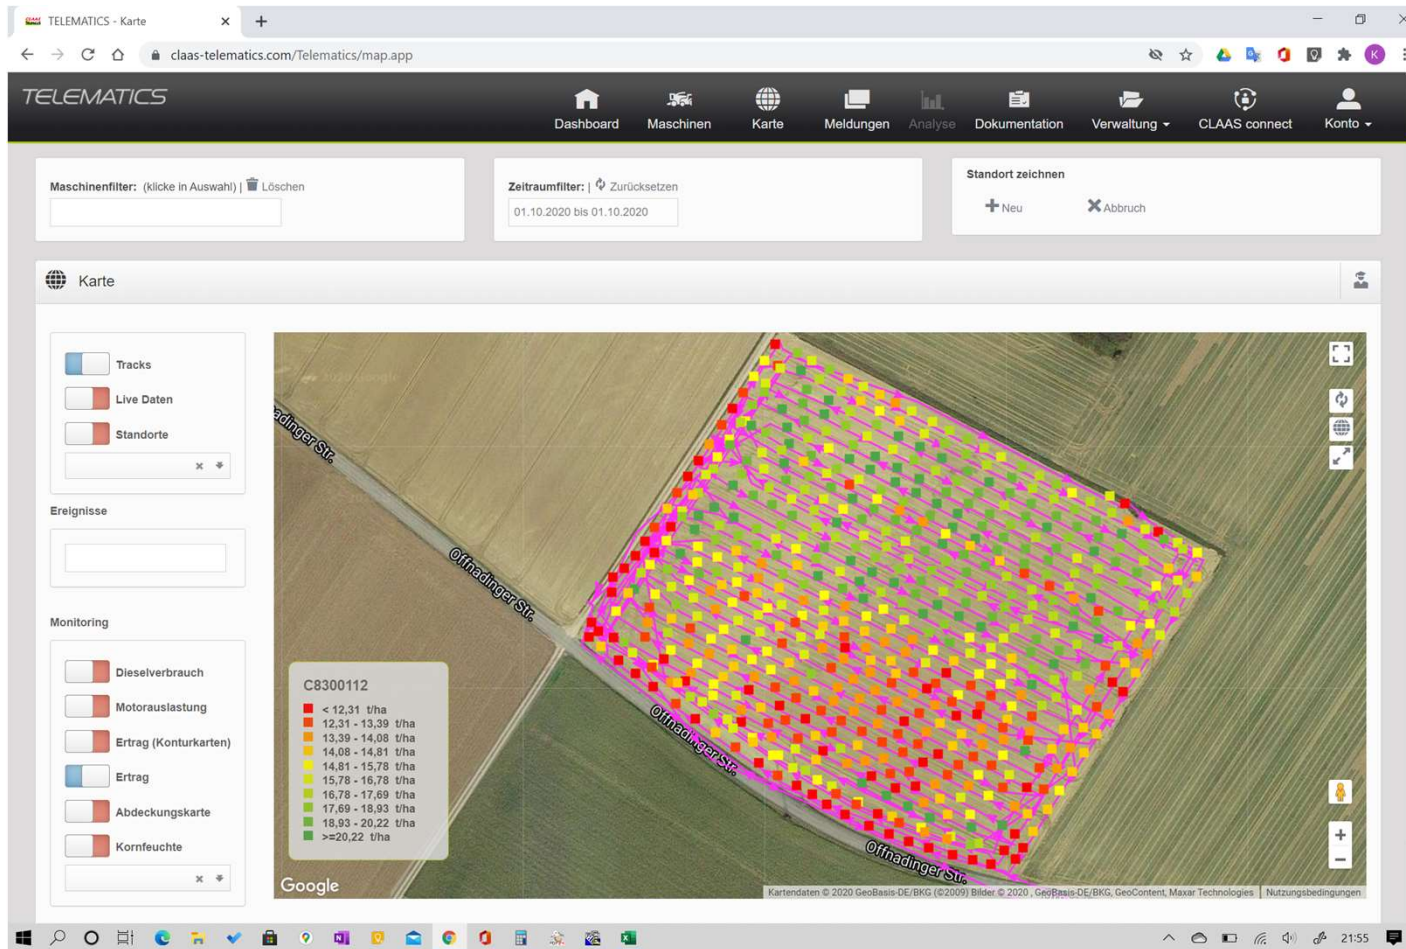 TELEMATICS - Karte
claas-telematics.com/Telematics/map.app
K
TELEMATICS
Dashboard
Maschinen
Karte
Meldungen
Analyse
Dokumentation
Verwaltung
CLAAS connect
Konto
Maschinenfilter: (klicke in Auswahl) | Löschen
Zeitraumfilter: | Zurücksetzen
01.10.2020 bis 01.10.2020
Standort zeichnen
Neu
Abbruch
Karte
Tracks
Live Daten
Standorte
Ereignisse
Monitoring
Dieselverbrauch
Motorauslastung
Ertrag (Konturkarten)
Ertrag
Abdeckungskarte
Kornfeuchte
nadinger Str.
Offnadinger Str.
Offnadinger Str.
Offnadinger Str.
C8300112
< 12,31 t/ha
12,31 - 13,39 t/ha
13,39 - 14,08 t/ha
14,08 - 14,81 t/ha
14,81 - 15,78 t/ha
15,78 - 16,78 t/ha
16,78 - 17,69 t/ha
17,69 - 18,93 t/ha
18,93 - 20,22 t/ha
>=20,22 t/ha
Google
Kartendaten © 2020 GeoBasis-DE/BKG (©2009) Bilder © 2020 , GeoBasis-DE/BKG, GeoContent, Maxar Technologies
Nutzungsbedingungen
21:55